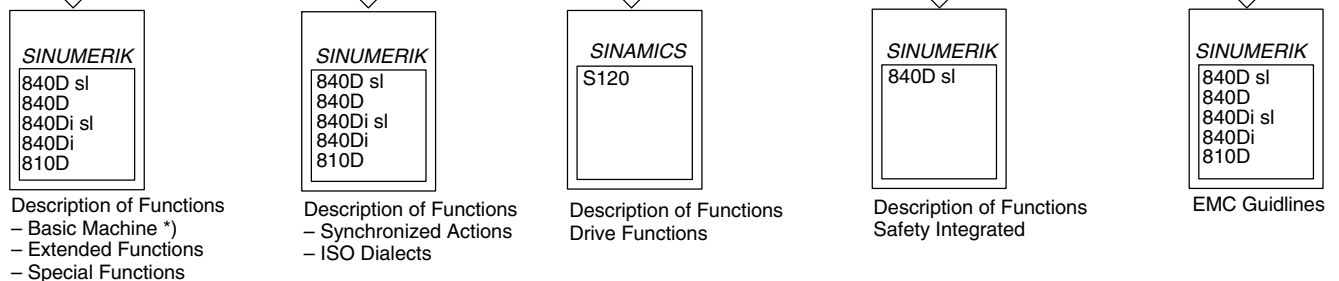 SINUMERIK
840D sl
840D
840Di sl
840Di
810D
Description of Functions
– Basic Machine *)
– Extended Functions
– Special Functions
SINUMERIK
840D sl
840D
840Di sl
840Di
810D
Description of Functions
– Synchronized Actions
– ISO Dialects
SINAMICS
S120
Description of Functions
Drive Functions
SINUMERIK
840D sl
Description of Functions
Safety Integrated
SINUMERIK
840D sl
840D
840Di sl
840Di
810D
EMC Guidlines